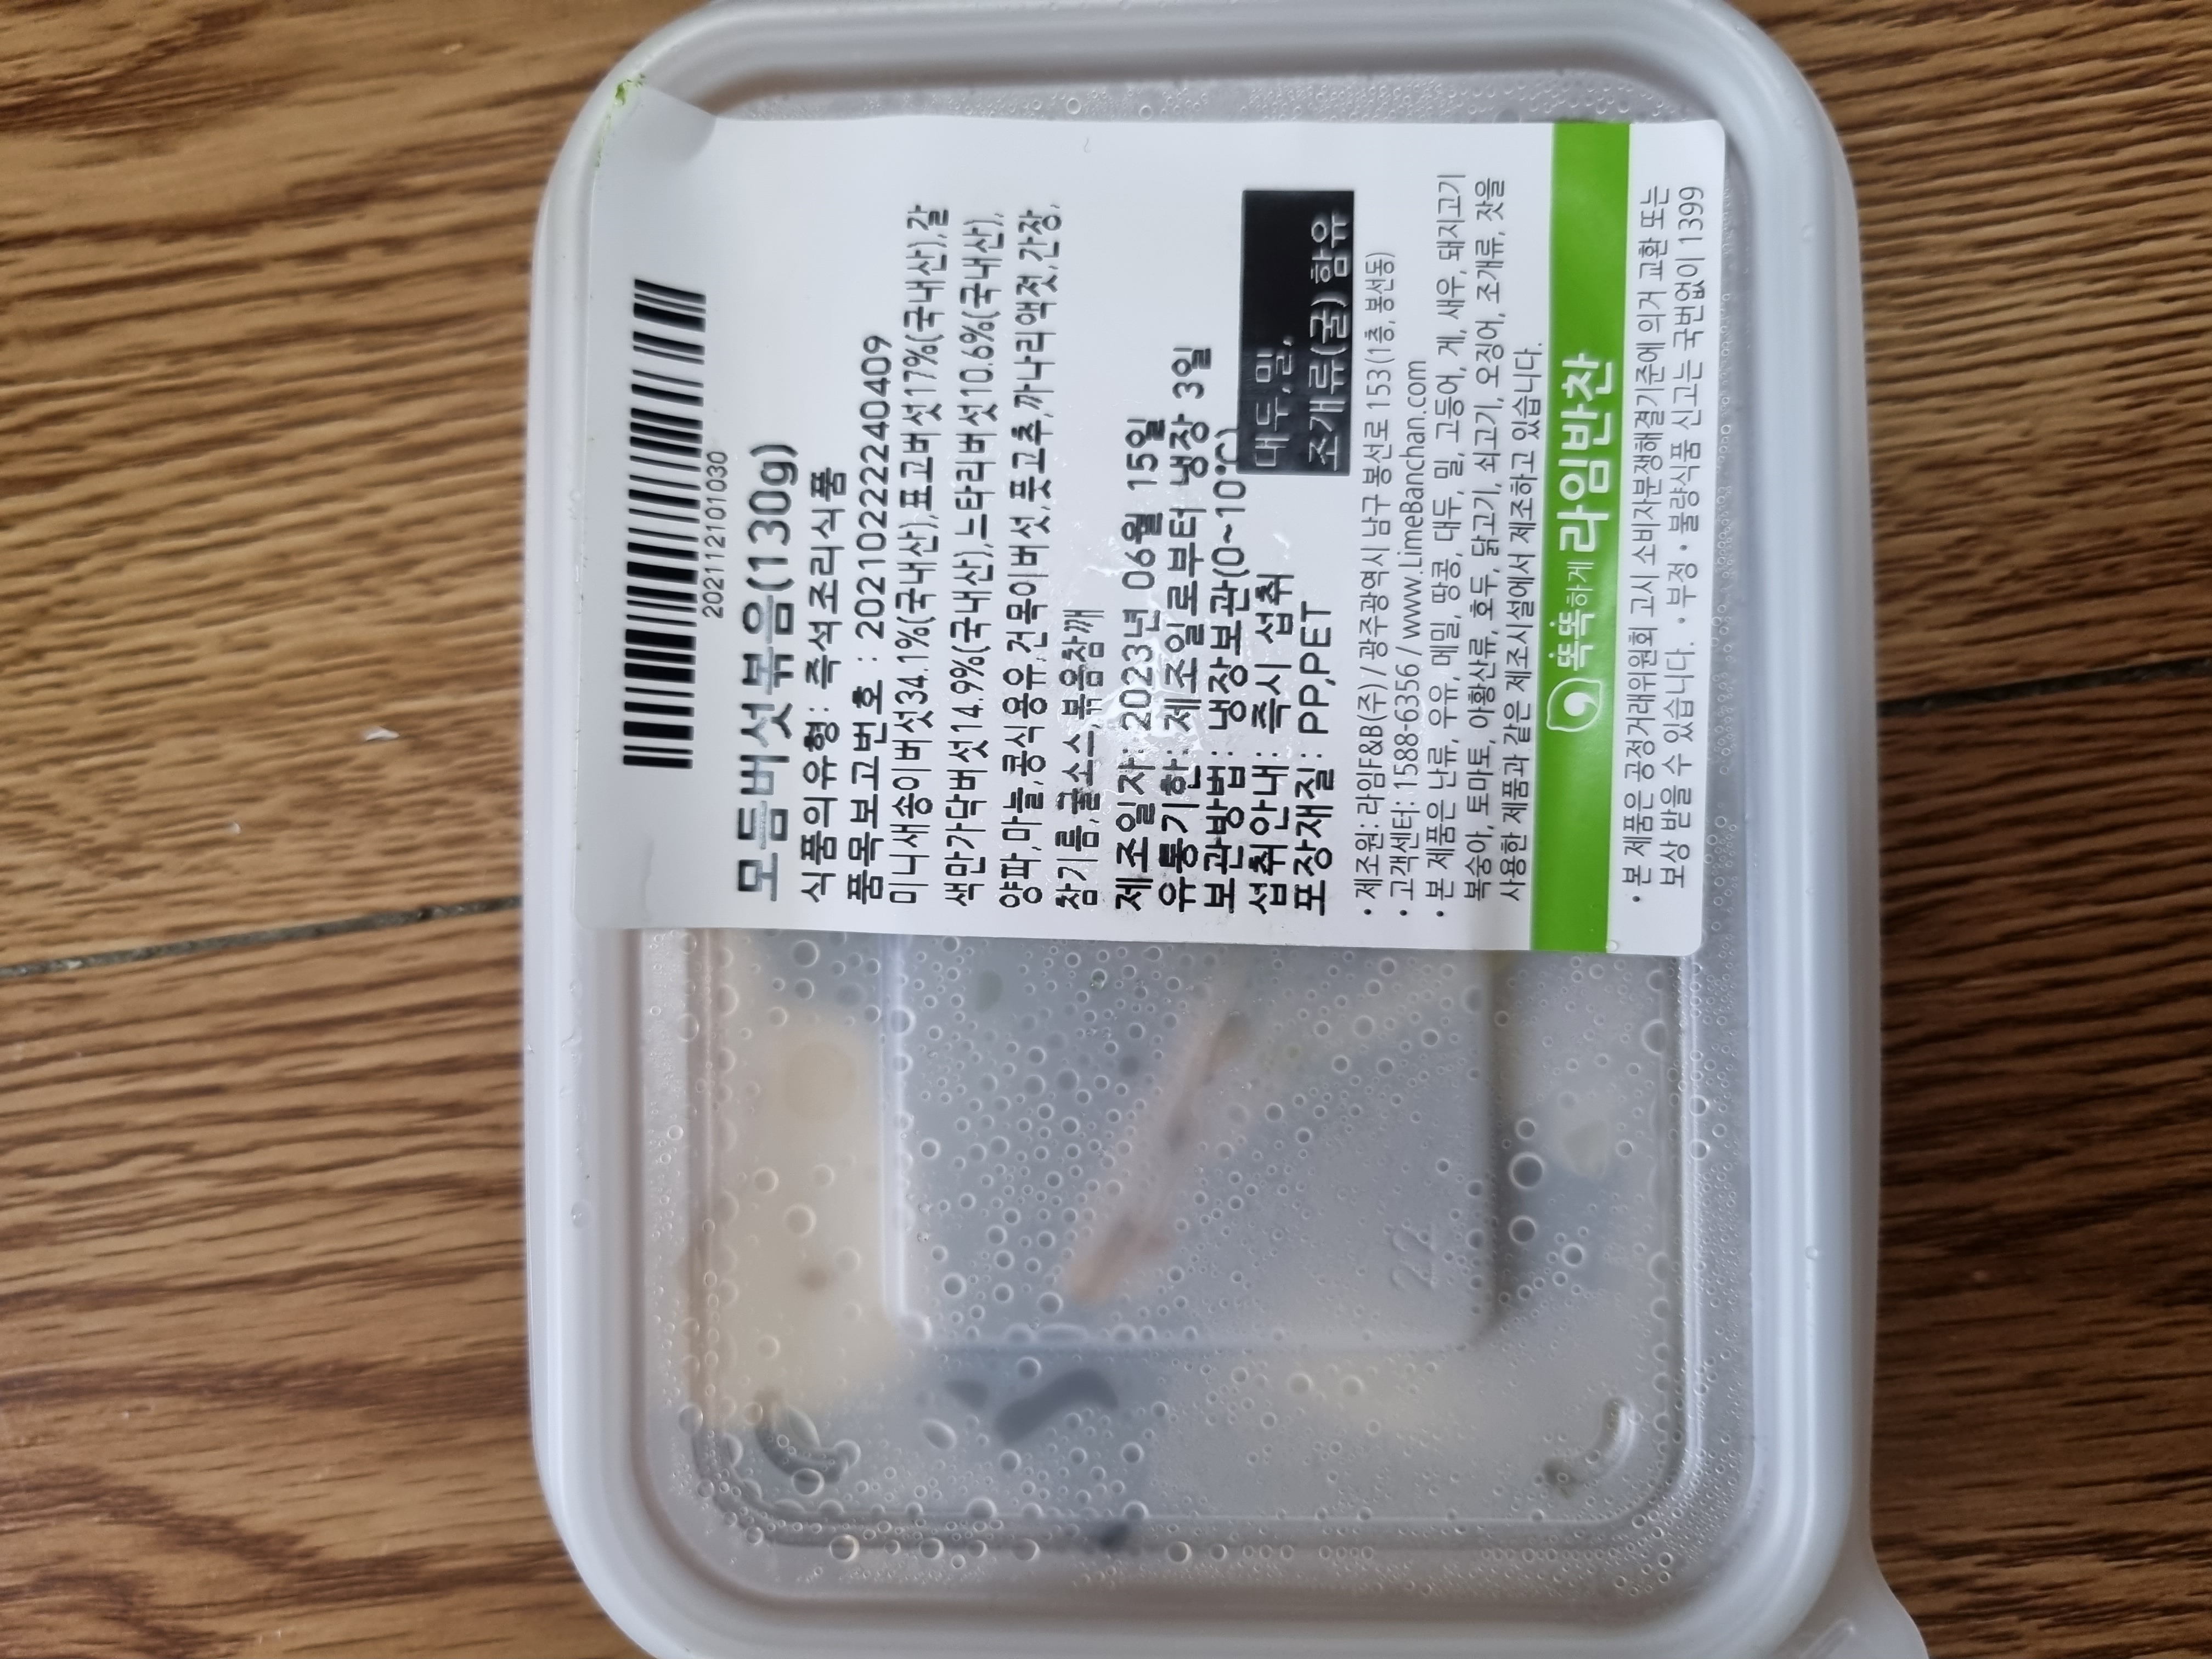 2021121101030
모듬버섯볶음(130g)
식품의유형: 즉석조리식품
품목보고번호 : 20210222240409
미니새송이버섯34.1%(국내산),표고버섯17%(국내산),갈
색만가닥버섯14.9%(국내산),느타리버섯10.6%(국내산),
양파,마늘,콩식용유,건목이버섯,풋고추,까나리액젓,간장,
참기름,굴소스,볶음참깨
제조일자: 2023년 06월 15일
유통기한: 제조일로부터 냉장 3일
보관방법: 냉장보관(0~10℃)
섭취안내: 즉시 섭취
포장재질: PP,PET
대두,밀,
조개류(굴) 함유
• 제조원: 라임F&B(주) / 광주광역시 남구 봉선로 153(1층, 봉선동)
• 고객센터: 1588-6356 / www.LimeBanchan.com
• 본 제품은 난류, 우유, 메밀, 땅콩, 대두, 밀, 고등어, 게, 새우, 돼지고기
복숭아, 토마토, 아황산류, 호두, 닭고기, 쇠고기, 오징어, 조개류, 잣을
사용한 제품과 같은 제조시설에서 제조하고 있습니다.
똑똑하게 라임반찬
• 본 제품은 공정거래위원회 고시 소비자분쟁해결기준에 의거 교환 또는
보상 받을 수 있습니다. • 부정 • 불량식품 신고는 국번없이 1399
22